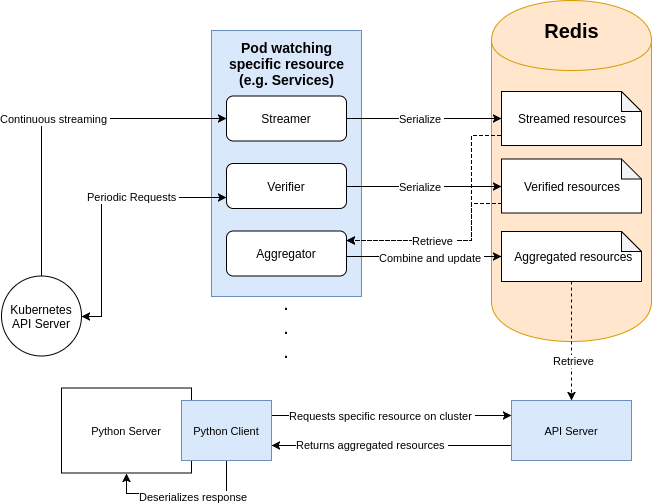 Redis
Pod watching
specific resource
(e.g. Services)
Continuous streaming
Streamer
Serialize
Streamed resources
Periodic Requests
Verifier
Serialize
Verified resources
Retrieve
Aggregator
Combine and update
Aggregated resources
Kubernetes
API Server
.
.
.
Retrieve
Python Server
Python Client
Requests specific resource on cluster
Returns aggregated resources
API Server
Deserializes response